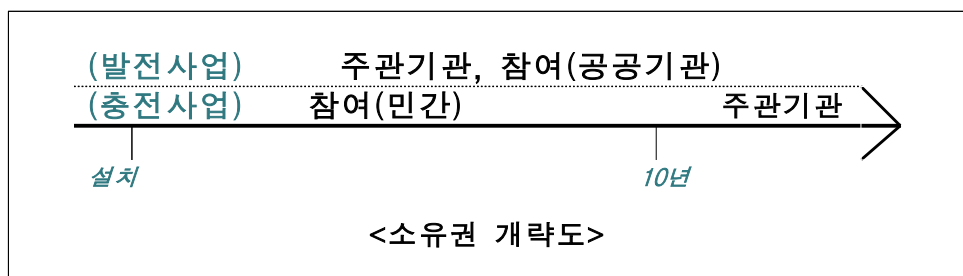 (발전사업) 주관기관, 참여(공공기관)
(충전사업) 참여(민간) 주관기관
설치 10년
<소유권 개략도>